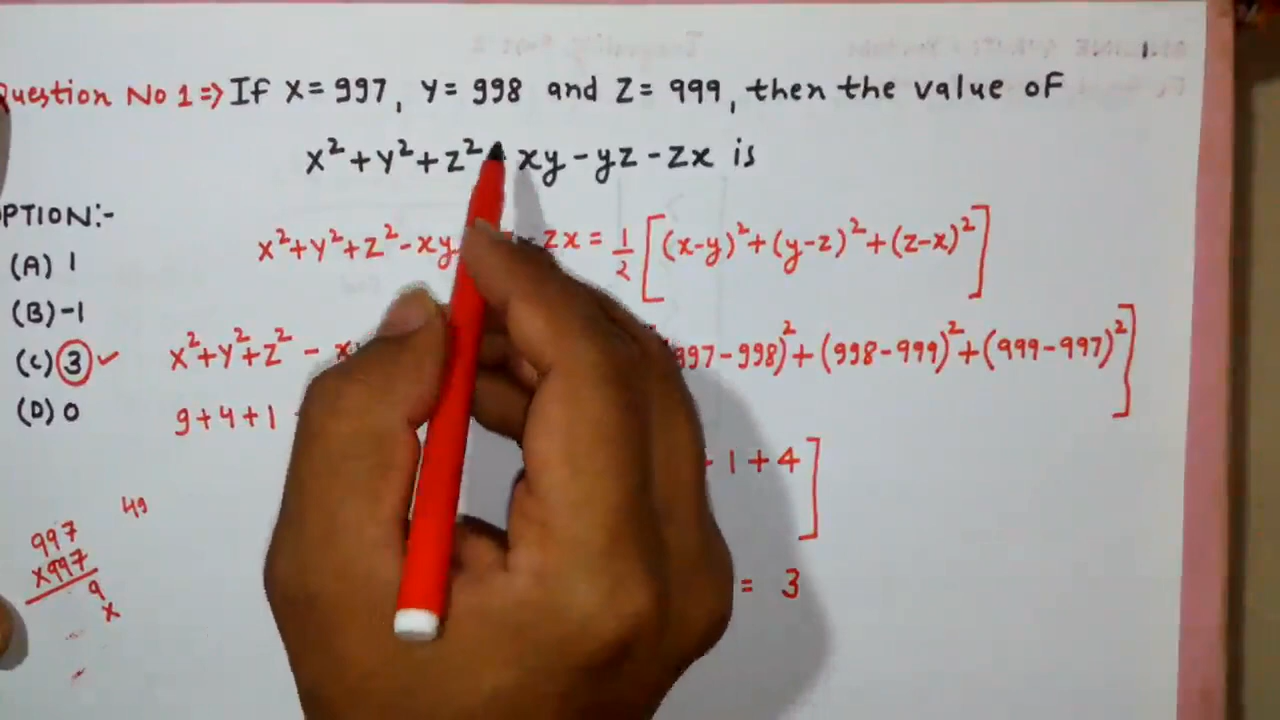 Question No 1 => If x = 997, y = 998 and z = 999, then the value of
x² + y² + z² xy - yz - zx is
OPTION:-
x² + y² + z² - xy - zx = 1/2 [(x-y)² + (y-z)² + (z-x)²]
(A) 1
(B) -1
x² + y² + z² - 997 - 998)² + (998 - 999)² + (999 - 997)²]
(C) 3 ✓
(D) 0
9 + 4 + 1
1 + 4]
49
997
x997
9
x
= 3